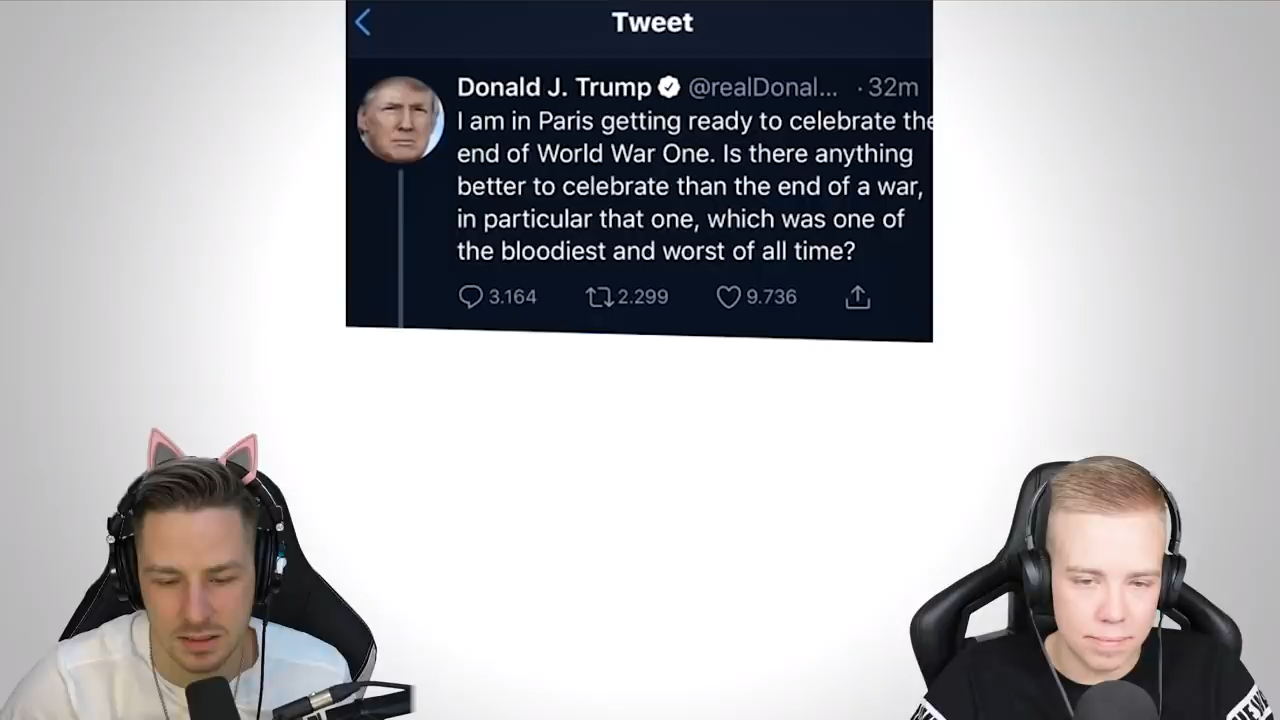 Tweet
Donald J. Trump @realDonal... · 32m
I am in Paris getting ready to celebrate the
end of World War One. Is there anything
better to celebrate than the end of a war,
in particular that one, which was one of
the bloodiest and worst of all time?
3.164 2.299 9.736